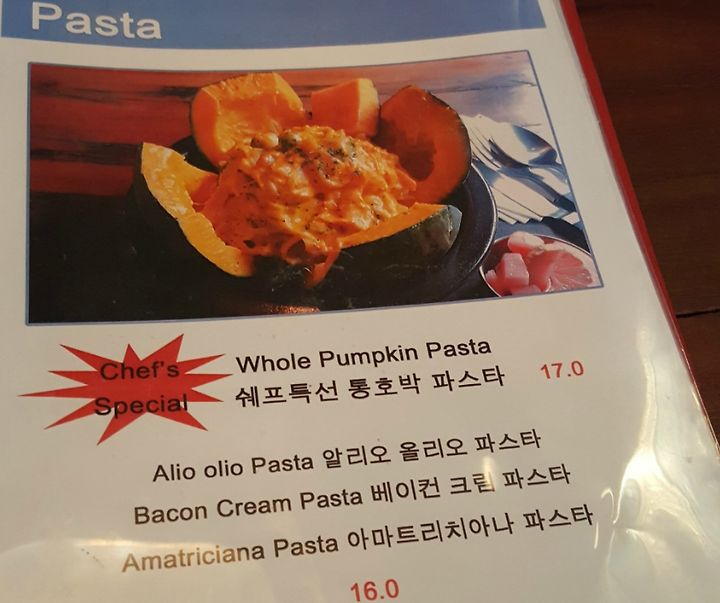 Pasta
Chef's
Special
Whole Pumpkin Pasta
쉐프특선 통호박 파스타
17.0
Alio olio Pasta 알리오 올리오 파스타
Bacon Cream Pasta 베이컨 크림 파스타
Amatriciana Pasta 아마트리치아나 파스타
16.0